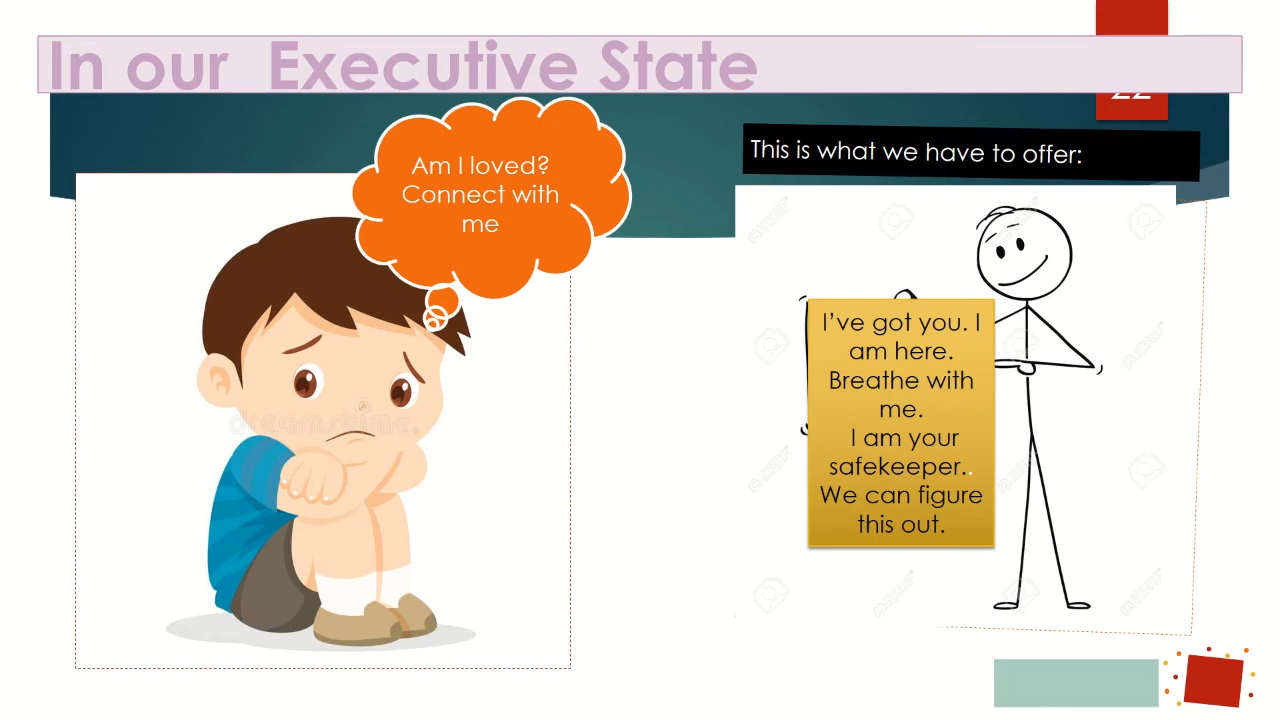 In our  Executive State
22
This is what we have to offer:
Am I loved?
Connect with
me
I've got you. I
am here.
Breathe with
me.
I am your
safekeeper..
We can figure
this out.
dreamstime.